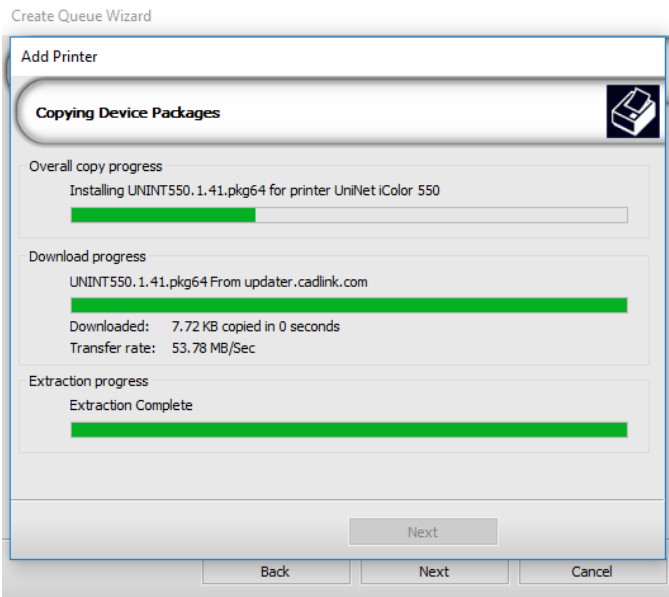 Create Queue Wizard
Add Printer
Copying Device Packages
Overall copy progress
Installing UNINT550.1.41.pkg64 for printer UniNet iColor 550
Download progress
UNINT550.1.41.pkg64 From updater.cadlink.com
Downloaded: 7.72 KB copied in 0 seconds
Transfer rate: 53.78 MB/Sec
Extraction progress
Extraction Complete
Next
Back Next Cancel